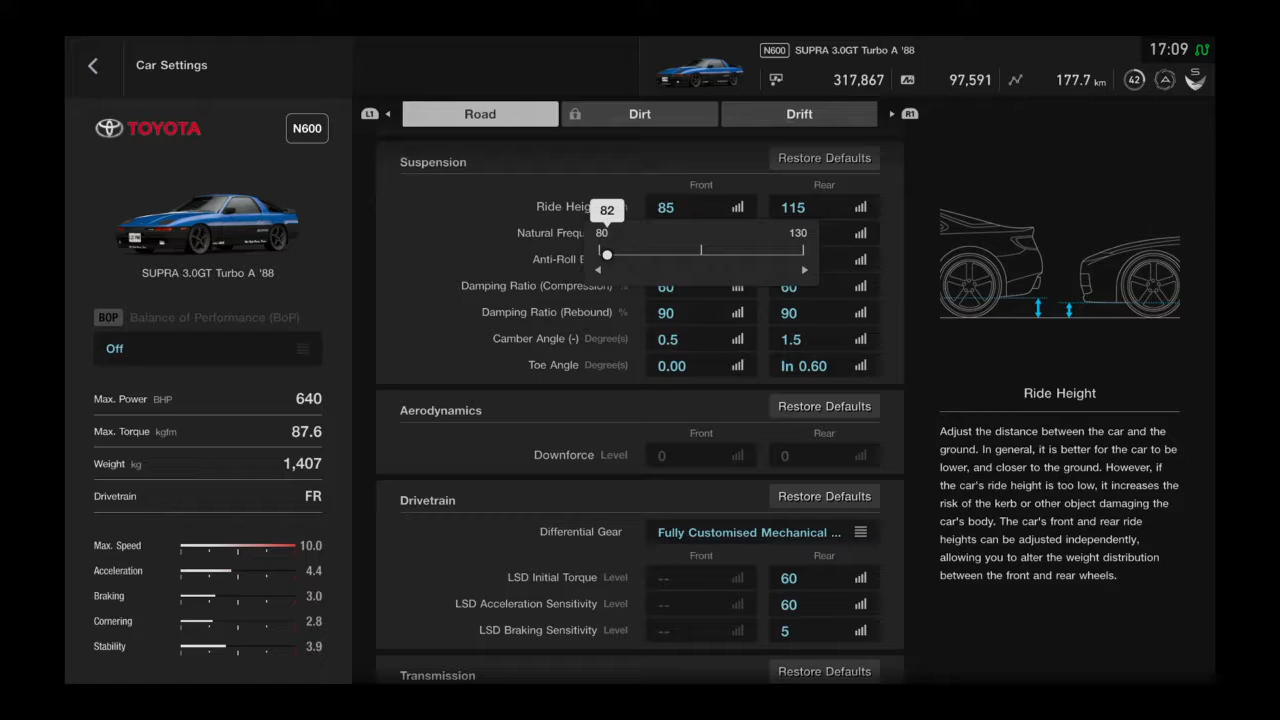 Car Settings
N600 SUPRA 3.0GT Turbo A '88
17:09
317,867 97,591 177.7 km 42 A S
TOYOTA N600
SUPRA 3.0GT Turbo A '88
BOP Balance of Performance (BoP)
Off
Max. Power BHP 640
Max. Torque kgfm 87.6
Weight kg 1,407
Drivetrain FR
Max. Speed 10.0
Acceleration 4.4
Braking 3.0
Cornering 2.8
Stability 3.9
L1 Road Dirt Drift R1
Suspension Restore Defaults
Front Rear
Ride Heig 85 115
82
Natural Frequ
80 130
Anti-Roll B
Damping Ratio (Compression) % 60 60
Damping Ratio (Rebound) % 90 90
Camber Angle (-) Degree(s) 0.5 1.5
Toe Angle Degree(s) 0.00 In 0.60
Aerodynamics Restore Defaults
Front Rear
Downforce Level 0 0
Drivetrain Restore Defaults
Differential Gear Fully Customised Mechanical ...
Front Rear
LSD Initial Torque Level -- 60
LSD Acceleration Sensitivity Level -- 60
LSD Braking Sensitivity Level -- 5
Transmission Restore Defaults
Ride Height
Adjust the distance between the car and the
ground. In general, it is better for the car to be
lower, and closer to the ground. However, if
the car's ride height is too low, it increases the
risk of the kerb or other object damaging the
car's body. The car's front and rear ride
heights can be adjusted independently,
allowing you to alter the weight distribution
between the front and rear wheels.